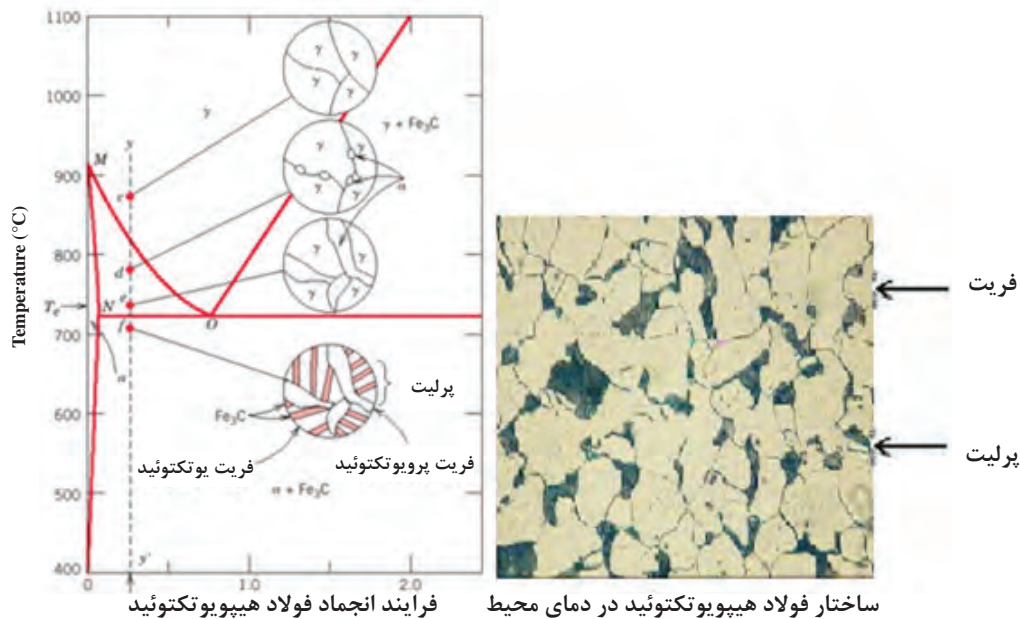 1100
1000
900
800
700
600
500
400
Temperature (°C)
T_e
M
N
O
y
c
d
e
f
α
y'
γ
γ γ
γ γ
γ + Fe₃C
γ γ
γ γ
α
γ γ
γ γ
Fe₃C
پرلیت
فریت یوتکتوئید
فریت پرویوتکتوئید
α + Fe₃C
0
1.0
2.0
فرایند انجماد فولاد هیپویوتکتوئید
فریت
پرلیت
ساختار فولاد هیپویوتکتوئید در دمای محیط